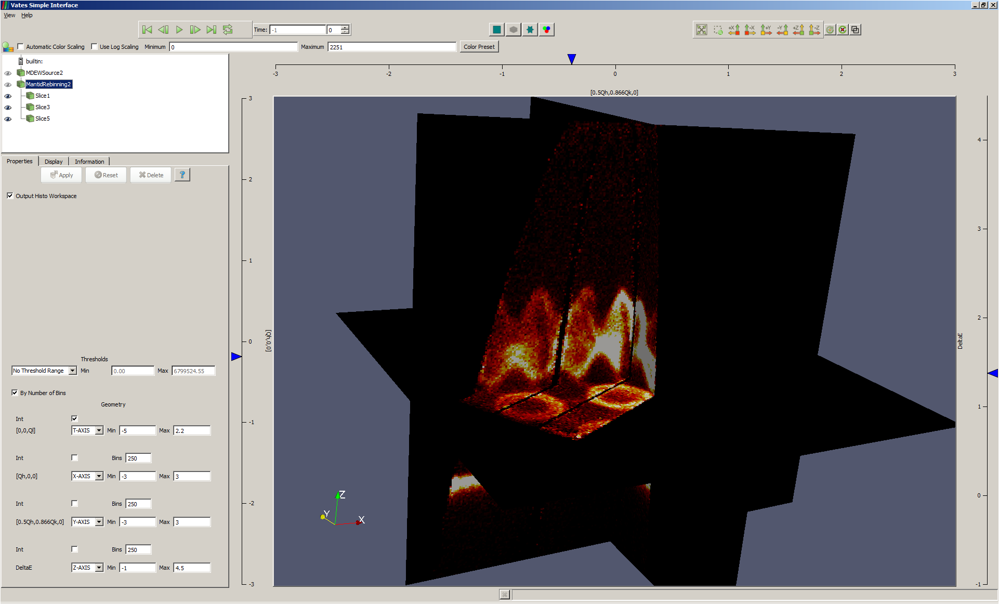 Vates Simple Interface
View Help
Time: -1 0
+X -X +Y -Y +Z -Z
Automatic Color Scaling Use Log Scaling Minimum 0 Maximum 2251 Color Preset
builtin:
MDEWSource2
MantidRebinning2
Slice1
Slice3
Slice5
Properties Display Information
Apply Reset Delete ?
Output Histo Workspace
Thresholds
No Threshold Range Min 0.00 Max 6799524.55
By Number of Bins
Geometry
Int
[0,0,Ql] T-AXIS Min -5 Max 2.2
Int Bins 250
[Qh,0,0] X-AXIS Min -3 Max 3
Int Bins 250
[0.5Qh,0.866Qk,0] Y-AXIS Min -3 Max 3
Int Bins 250
DeltaE Z-AXIS Min -1 Max 4.5
-3 -2 -1 0 1 2 3
[0.5Qh,0.866Qk,0]
3
2
1
0
-1
-2
-3
[Qh,0,0]
Z
Y
X
4
3
2
1
0
-1
DeltaE